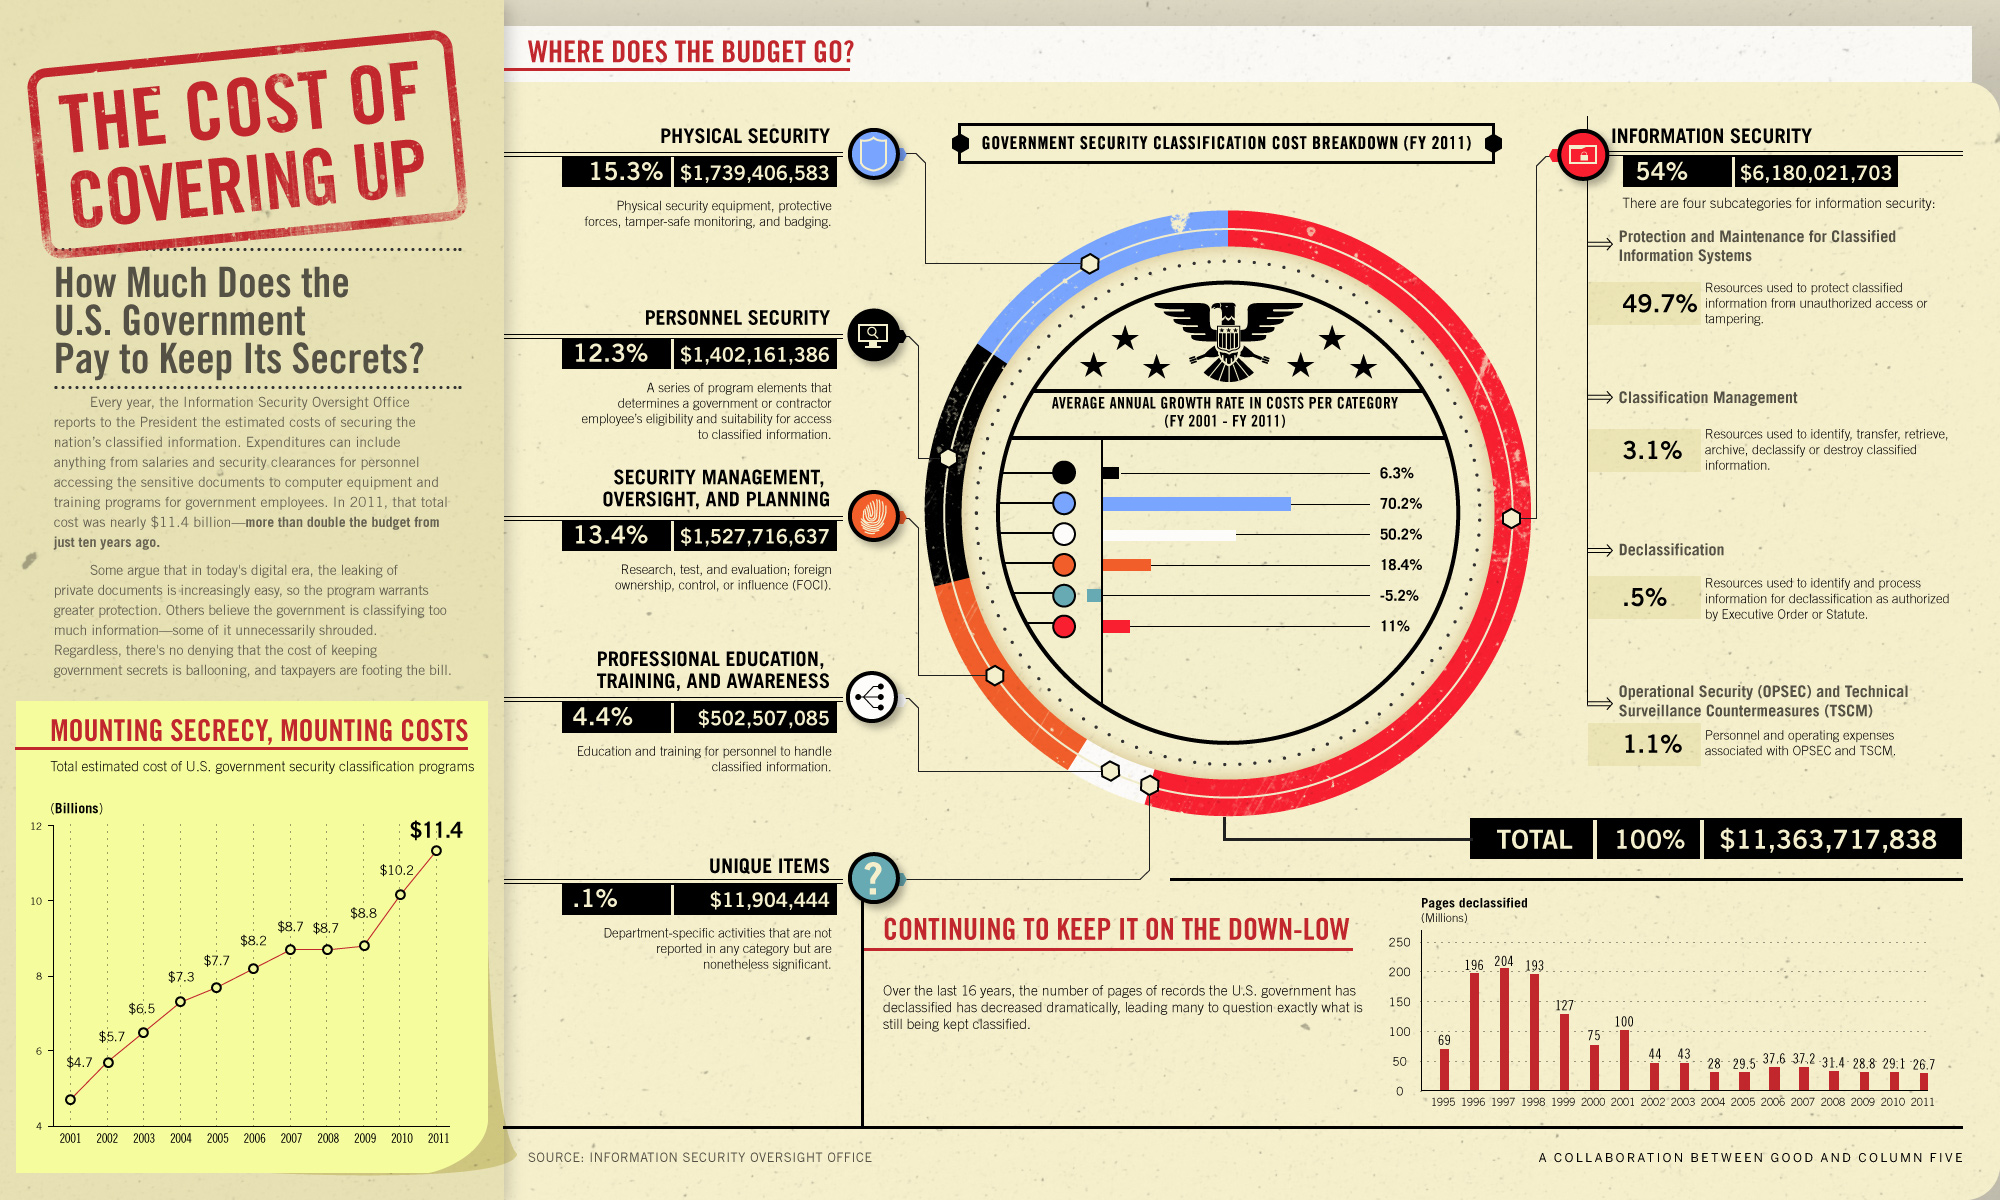 THE COST OF
COVERING UP
How Much Does the
U.S. Government
Pay to Keep Its Secrets?
Every year, the Information Security Oversight Office
reports to the President the estimated costs of securing the
nation's classified information. Expenditures can include
anything from salaries and security clearances for personnel
accessing the sensitive documents to computer equipment and
training programs for government employees. In 2011, that total
cost was nearly $11.4 billion—more than double the budget from
just ten years ago.
Some argue that in today's digital era, the leaking of
private documents is increasingly easy, so the program warrants
greater protection. Others believe the government is classifying too
much information—some of it unnecessarily shrouded.
Regardless, there's no denying that the cost of keeping
government secrets is ballooning, and taxpayers are footing the bill.
MOUNTING SECRECY, MOUNTING COSTS
Total estimated cost of U.S. government security classification programs
(Billions)
12
10
8
6
4
$4.7
$5.7
$6.5
$7.3
$7.7
$8.2
$8.7
$8.7
$8.8
$10.2
$11.4
2001 2002 2003 2004 2005 2006 2007 2008 2009 2010 2011
WHERE DOES THE BUDGET GO?
PHYSICAL SECURITY
15.3% $1,739,406,583
Physical security equipment, protective
forces, tamper-safe monitoring, and badging.
PERSONNEL SECURITY
12.3% $1,402,161,386
A series of program elements that
determines a government or contractor
employee's eligibility and suitability for access
to classified information.
SECURITY MANAGEMENT,
OVERSIGHT, AND PLANNING
13.4% $1,527,716,637
Research, test, and evaluation; foreign
ownership, control, or influence (FOCI).
PROFESSIONAL EDUCATION,
TRAINING, AND AWARENESS
4.4% $502,507,085
Education and training for personnel to handle
classified information.
UNIQUE ITEMS
?
.1% $11,904,444
Department-specific activities that are not
reported in any category but are
nonetheless significant.
GOVERNMENT SECURITY CLASSIFICATION COST BREAKDOWN (FY 2011)
AVERAGE ANNUAL GROWTH RATE IN COSTS PER CATEGORY
(FY 2001 - FY 2011)
6.3%
70.2%
50.2%
18.4%
-5.2%
11%
INFORMATION SECURITY
54% $6,180,021,703
There are four subcategories for information security:
Protection and Maintenance for Classified
Information Systems
49.7%
Resources used to protect classified
information from unauthorized access or
tampering.
Classification Management
3.1%
Resources used to identify, transfer, retrieve,
archive, declassify or destroy classified
information.
Declassification
.5%
Resources used to identify and process
information for declassification as authorized
by Executive Order or Statute.
Operational Security (OPSEC) and Technical
Surveillance Countermeasures (TSCM)
1.1%
Personnel and operating expenses
associated with OPSEC and TSCM.
TOTAL 100% $11,363,717,838
CONTINUING TO KEEP IT ON THE DOWN-LOW
Over the last 16 years, the number of pages of records the U.S. government has
declassified has decreased dramatically, leading many to question exactly what is
still being kept classified.
Pages declassified
(Millions)
250
200
150
100
50
0
69 196 204 193 127 75 100 44 43 28 29.5 37.6 37.2 31.4 28.8 29.1 26.7
1995 1996 1997 1998 1999 2000 2001 2002 2003 2004 2005 2006 2007 2008 2009 2010 2011
SOURCE: INFORMATION SECURITY OVERSIGHT OFFICE
A COLLABORATION BETWEEN GOOD AND COLUMN FIVE